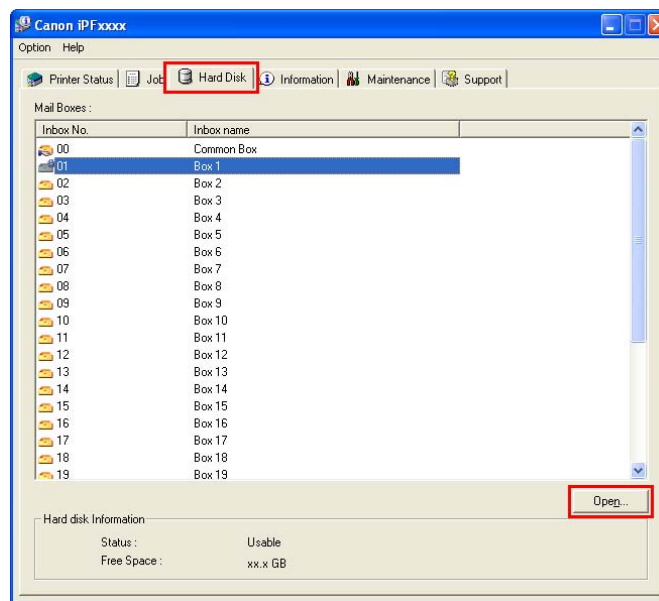 Canon iPFxxxx
Option Help
Printer Status Job Hard Disk Information Maintenance Support
Mail Boxes :
Inbox No. Inbox name
00 Common Box
01 Box 1
02 Box 2
03 Box 3
04 Box 4
05 Box 5
06 Box 6
07 Box 7
08 Box 8
09 Box 9
10 Box 10
11 Box 11
12 Box 12
13 Box 13
14 Box 14
15 Box 15
16 Box 16
17 Box 17
18 Box 18
19 Box 19
Open...
Hard disk Information
Status : Usable
Free Space : xx.x GB